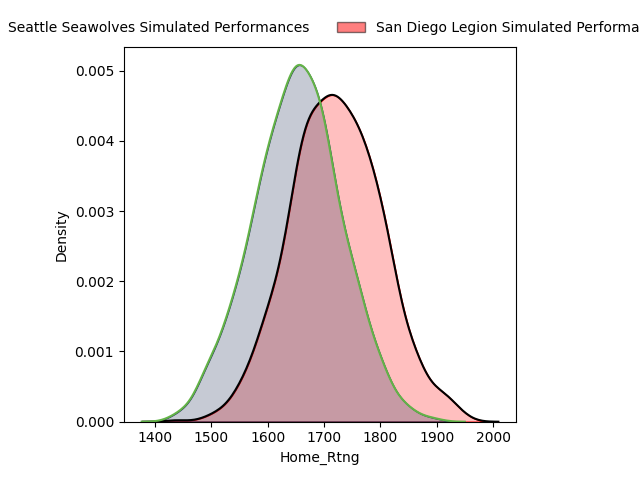 Seattle Seawolves Simulated Performances San Diego Legion Simulated Performa
0.005
0.004
0.003
0.002
0.001
0.000
Density
1400 1500 1600 1700 1800 1900 2000
Home_Rtng